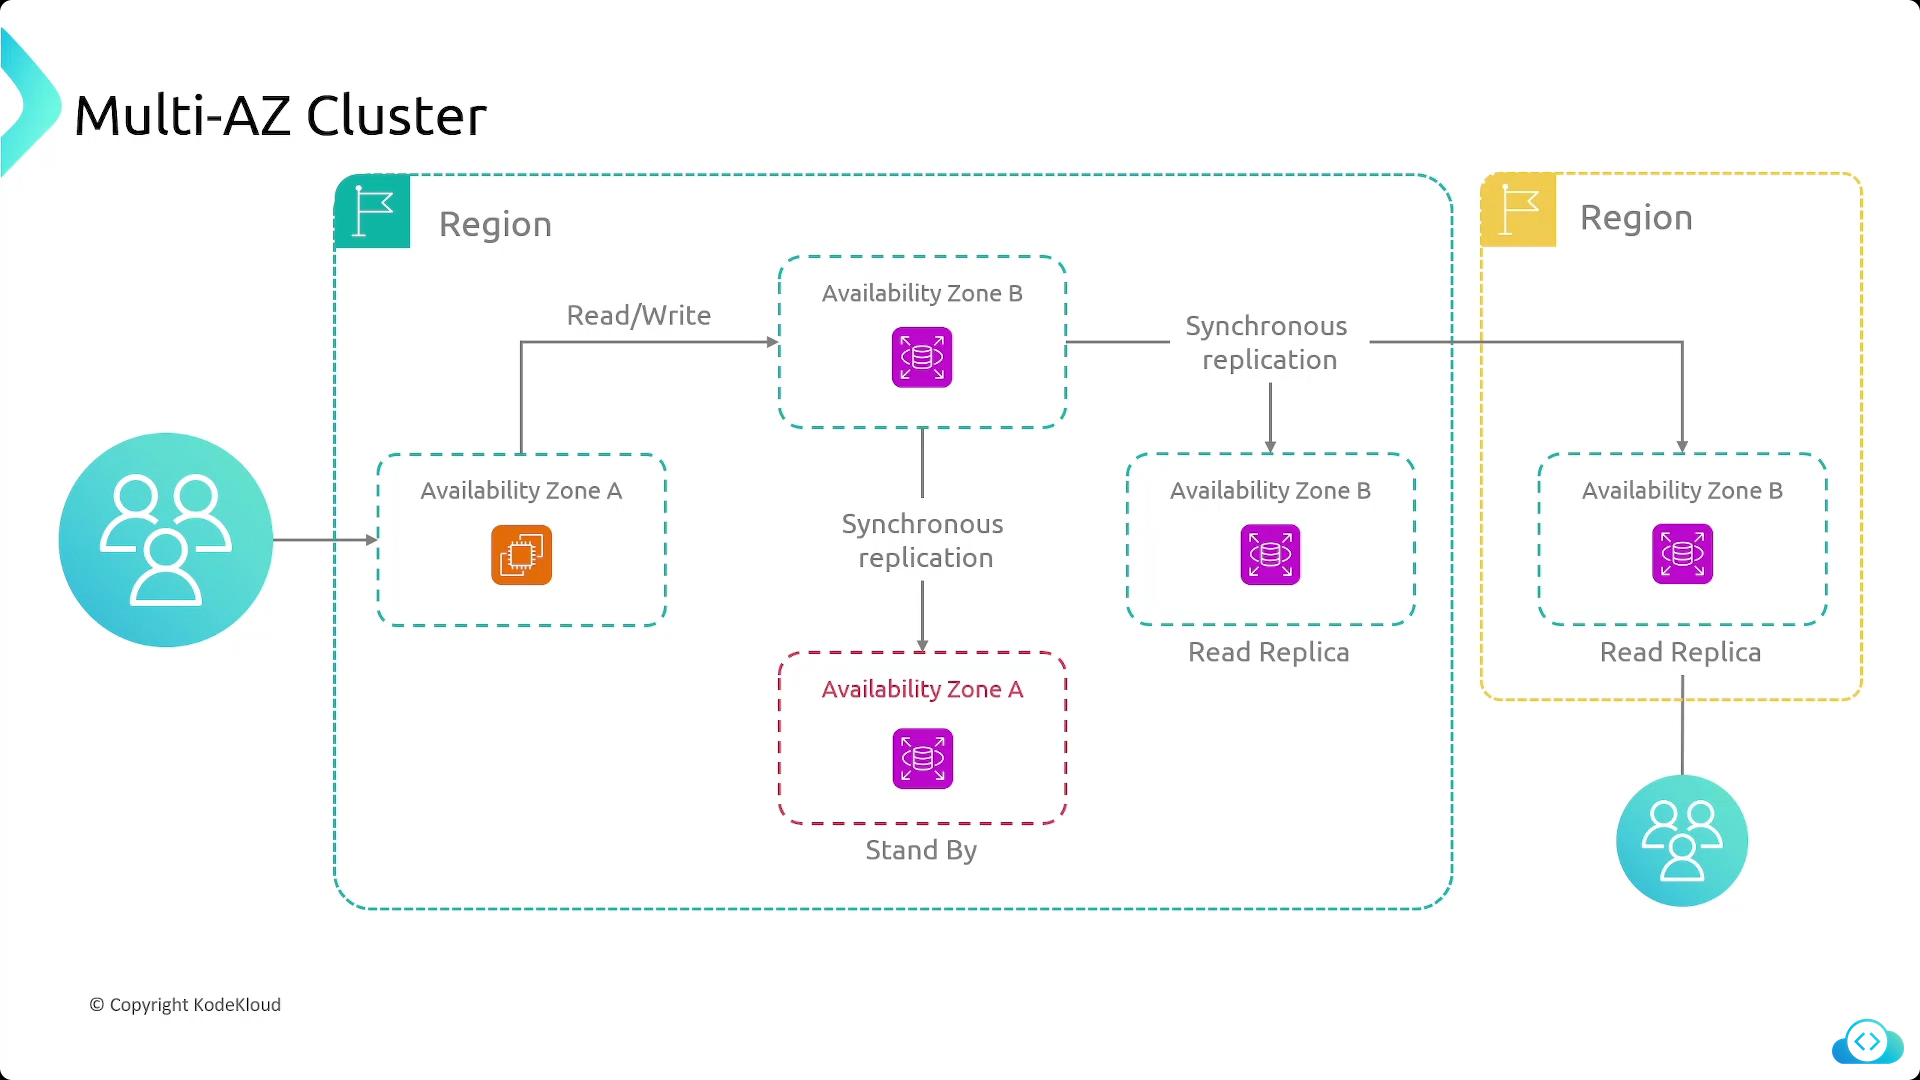 Multi-AZ Cluster
Region
Region
Availability Zone B
Read/Write
Synchronous
replication
Availability Zone A
Availability Zone B
Availability Zone B
Synchronous
replication
Read Replica
Read Replica
Availability Zone A
Stand By
© Copyright KodeKloud